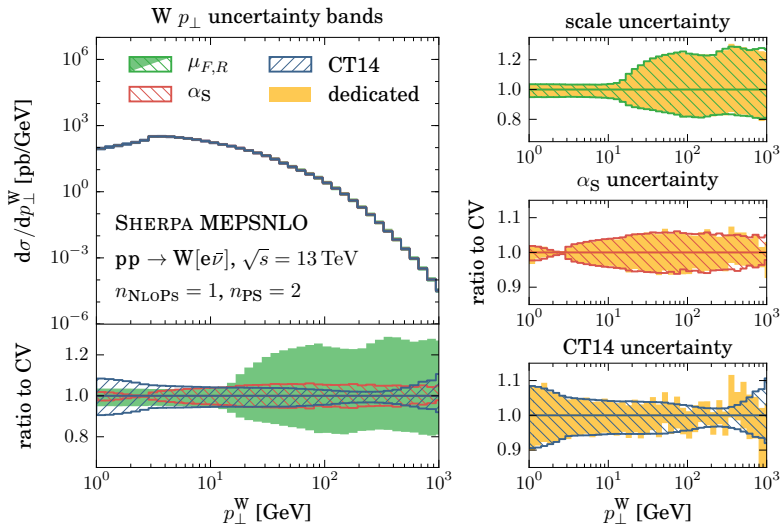 W p⊥ uncertainty bands
10^6
10^3
10^0
10^−3
10^−6
dσ/dp⊥^W [pb/GeV]
μF,R
CT14
αS
dedicated
SHERPA MEPSNLO
pp → W[eν̄], √s = 13 TeV
nNLOPS = 1, nPS = 2
1.2
1.0
0.8
ratio to CV
10^0 10^1 10^2 10^3
p⊥^W [GeV]
scale uncertainty
1.2
1.0
0.8
10^0 10^1 10^2 10^3
αS uncertainty
1.1
1.0
0.9
ratio to CV
10^0 10^1 10^2 10^3
CT14 uncertainty
1.1
1.0
0.9
10^0 10^1 10^2 10^3
p⊥^W [GeV]